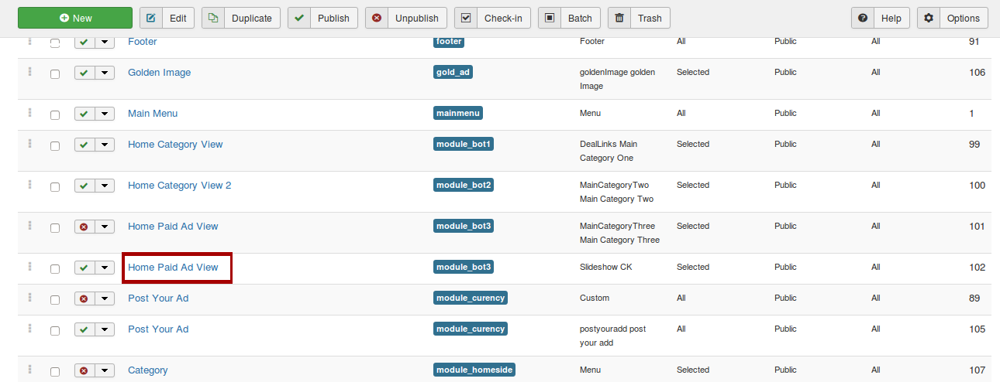 New Edit Duplicate Publish Unpublish Check-in Batch Trash Help Options
Footer footer Footer All Public All 91
Golden Image gold_ad goldenImage golden Selected Public All 106
Image
Main Menu mainmenu Menu All Public All 1
Home Category View module_bot1 DealLinks Main Selected Public All 99
Category One
Home Category View 2 module_bot2 MainCategoryTwo Selected Public All 100
Main Category Two
Home Paid Ad View module_bot3 MainCategoryThree Selected Public All 101
Main Category Three
Home Paid Ad View module_bot3 Slideshow CK Selected Public All 102
Post Your Ad module_curency Custom All Public All 89
Post Your Ad module_curency postyouradd post All Public All 105
your add
Category module_homeside Menu Selected Public All 107